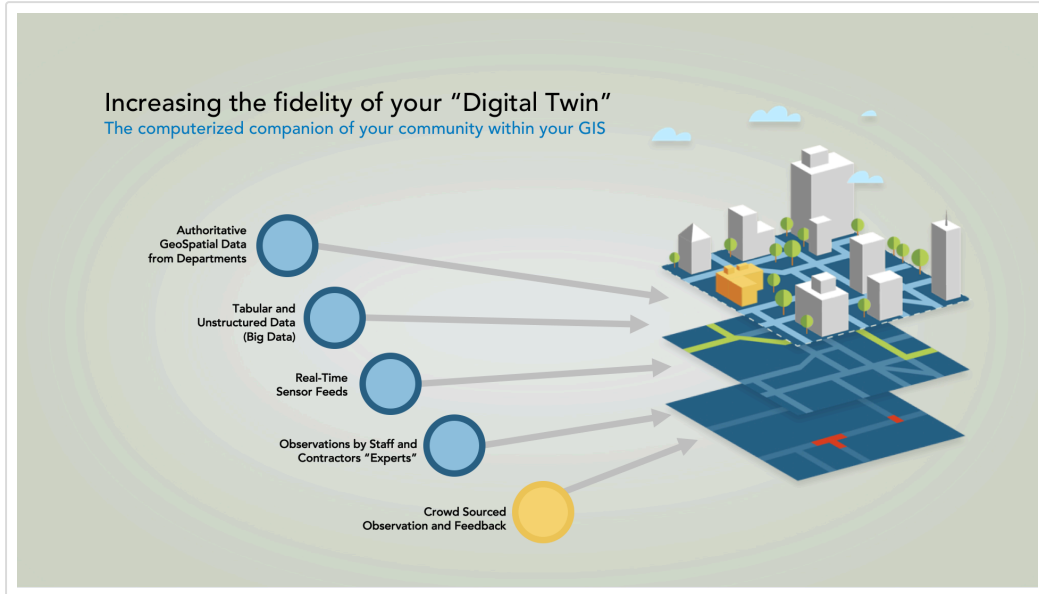 Increasing the fidelity of your “Digital Twin”
The computerized companion of your community within your GIS
Authoritative
GeoSpatial Data
from Departments
Tabular and
Unstructured Data
(Big Data)
Real-Time
Sensor Feeds
Observations by Staff and
Contractors “Experts”
Crowd Sourced
Observation and Feedback